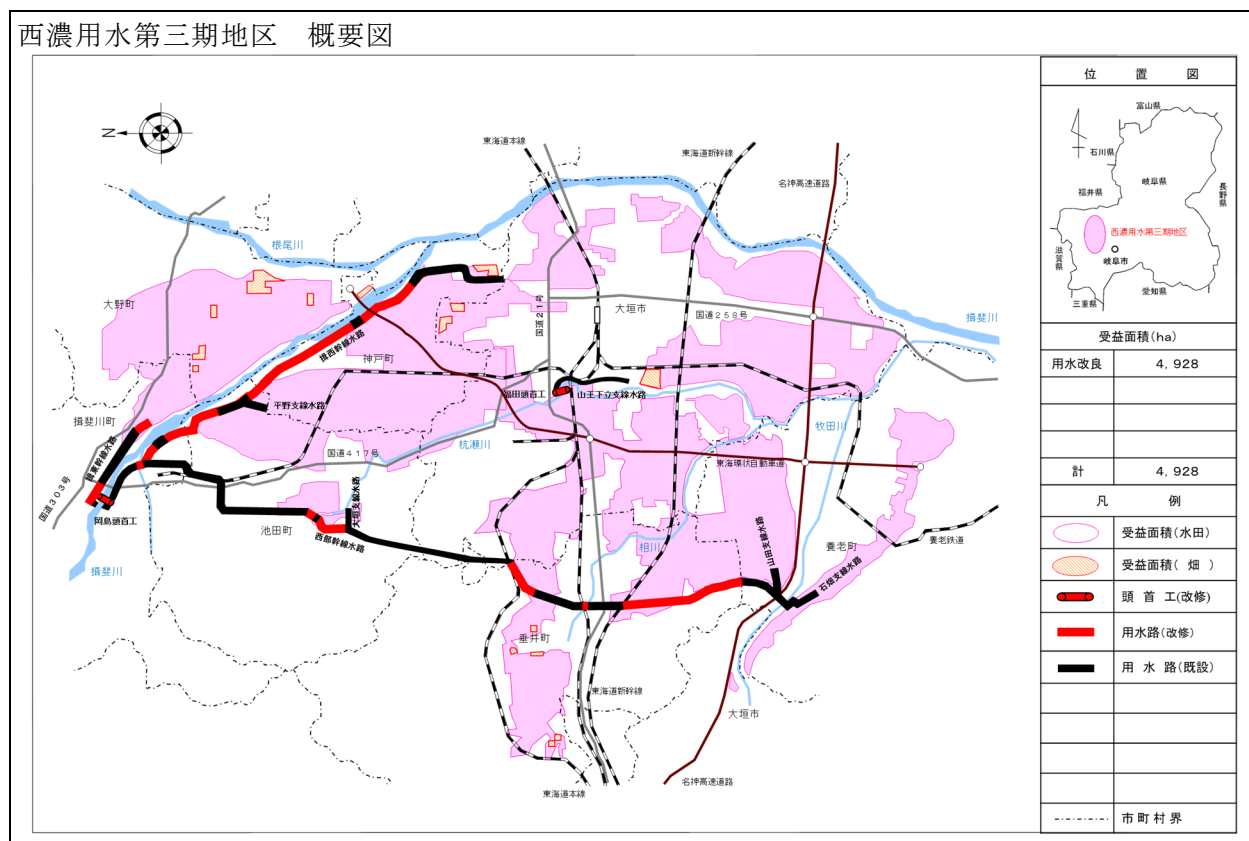 西濃用水第三期地区　概要図
N
東海道本線
東海道新幹線
名神高速道路
根尾川
大野町
国道21号
大垣市
国道258号
揖斐川
揖西幹線水路
神戸町
福田頭首工
山王下立支線水路
平野支線水路
揖斐川町
揖東幹線水路
杭瀬川
牧田川
国道417号
東海環状自動車道
国道303号
岡島頭首工
大垣支線水路
池田町
西部幹線水路
相川
山田支線水路
養老町
養老鉄道
揖斐川
石畑支線水路
垂井町
東海道新幹線
大垣市
名神高速道路
東海道本線
位　置　図
富山県
石川県
岐阜県
福井県
長野県
西濃用水第三期地区
滋賀県
岐阜市
愛知県
三重県
受益面積(ha)
用水改良　4,928
計　4,928
凡　例
受益面積(水田)
受益面積(　畑　)
頭　首　工(改修)
用水路(改修)
用　水　路(既設)
市町村界